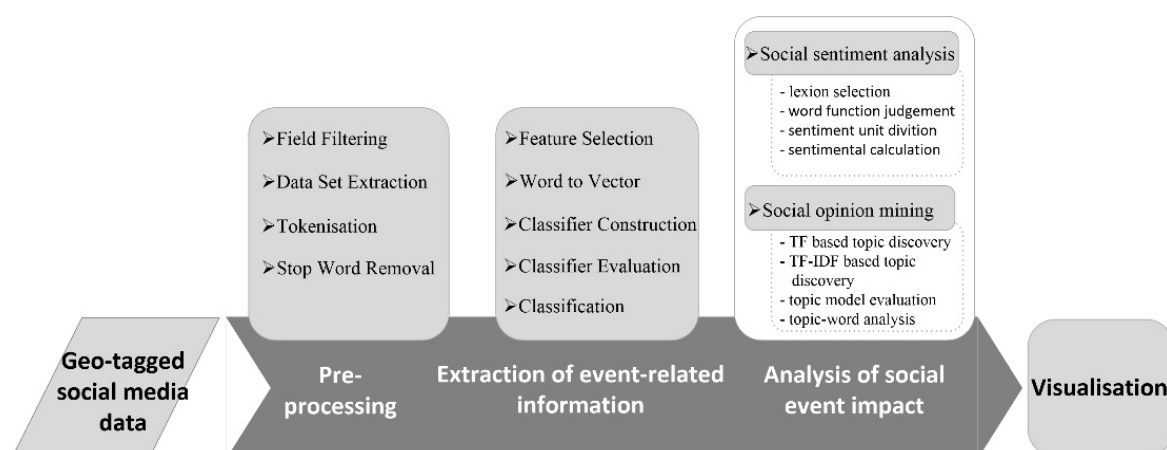 ➢Social sentiment analysis
- lexion selection
- word function judgement
- sentiment unit divition
- sentimental calculation
➢Social opinion mining
- TF based topic discovery
- TF-IDF based topic
discovery
- topic model evaluation
- topic-word analysis
➢Field Filtering
➢Data Set Extraction
➢Tokenisation
➢Stop Word Removal
➢Feature Selection
➢Word to Vector
➢Classifier Construction
➢Classifier Evaluation
➢Classification
Geo-tagged
social media
data
Pre-
processing
Extraction of event-related
information
Analysis of social
event impact
Visualisation